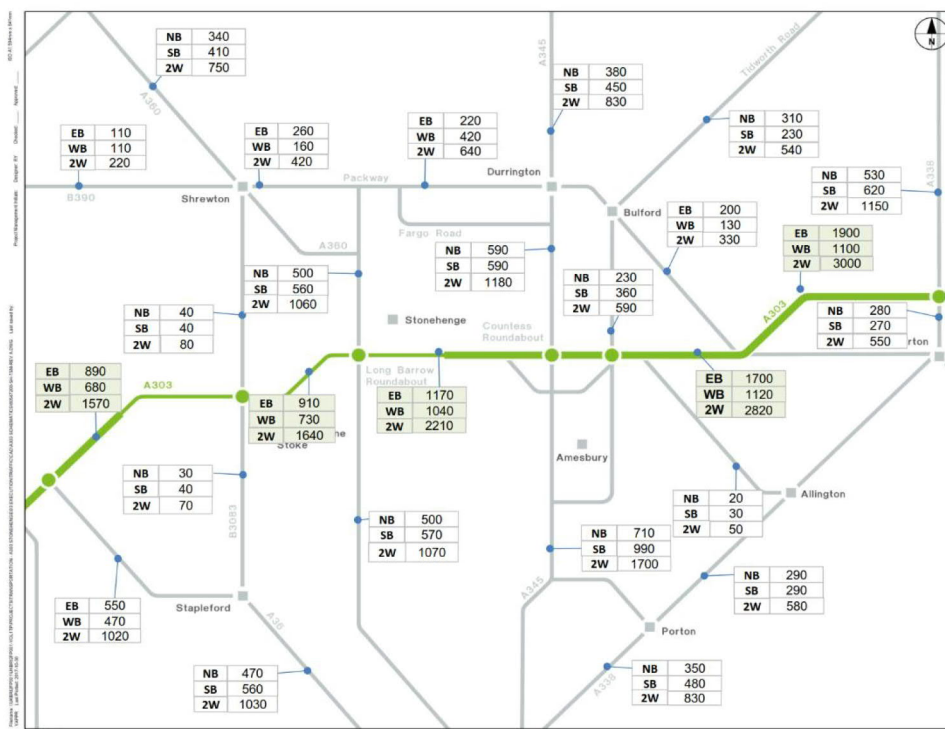 NB 340
SB 410
2W 750
A360
A345
NB 380
SB 450
2W 830
Tidworth Road
N
NB 310
SB 230
2W 540
EB 110
WB 110
2W 220
EB 260
WB 160
2W 420
EB 220
WB 420
2W 640
NB 530
SB 620
2W 1150
A338
B390
Shrewton
Packway
Durrington
Bulford
Fargo Road
A360
EB 200
WB 130
2W 330
EB 1900
WB 1100
2W 3000
NB 590
SB 590
2W 1180
NB 500
SB 560
2W 1060
NB 230
SB 360
2W 590
NB 40
SB 40
2W 80
Stonehenge
Countess
Roundabout
A303
NB 280
SB 270
2W 550
EB 890
WB 680
2W 1570
A303
Long Barrow
Roundabout
EB 910
WB 730
2W 1640
Stoke
EB 1170
WB 1040
2W 2210
EB 1700
WB 1120
2W 2820
Amesbury
NB 30
SB 40
2W 70
B3083
NB 20
SB 30
2W 50
Allington
NB 500
SB 570
2W 1070
NB 710
SB 990
2W 1700
A345
NB 290
SB 290
2W 580
EB 550
WB 470
2W 1020
Stapleford
A36
Porton
NB 470
SB 560
2W 1030
A338
NB 350
SB 480
2W 830